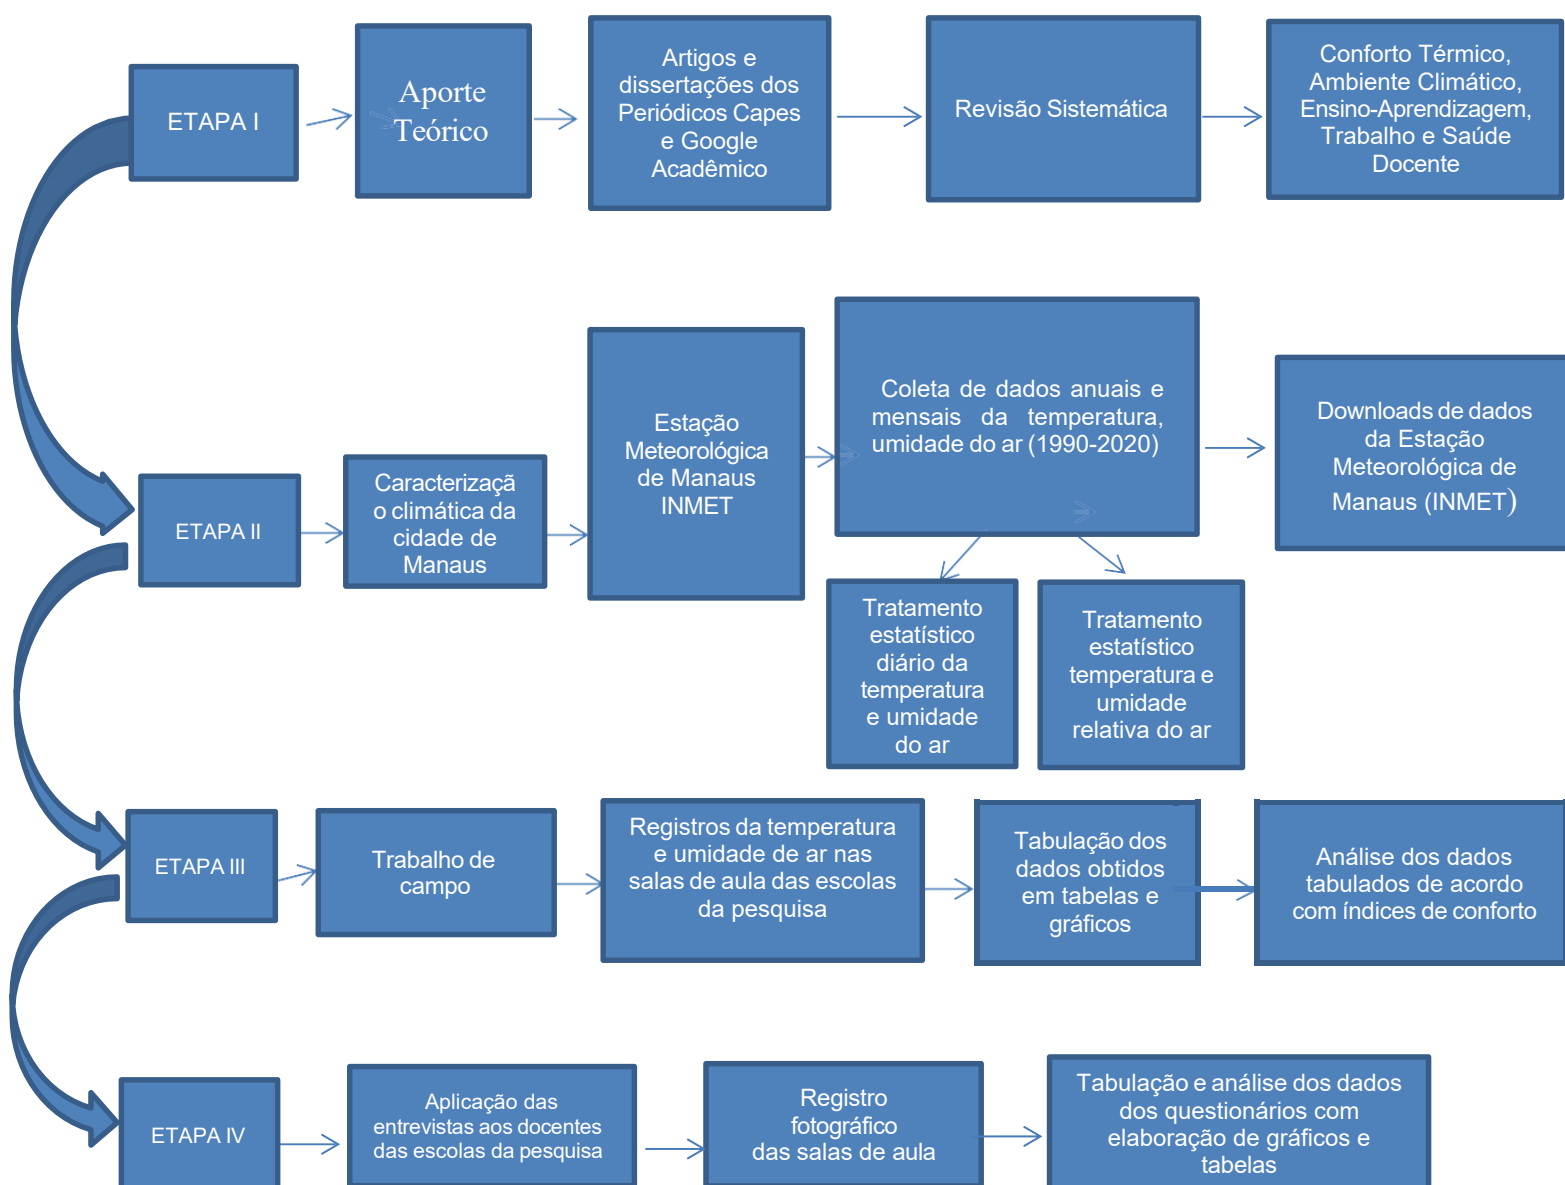 ETAPA I
Aporte
Teórico
Artigos e
dissertações dos
Periódicos Capes
e Google
Acadêmico
Revisão Sistemática
Conforto Térmico,
Ambiente Climático,
Ensino-Aprendizagem,
Trabalho e Saúde
Docente
ETAPA II
Caracterizaçã
o climática da
cidade de
Manaus
Estação
Meteorológica
de Manaus
INMET
Coleta de dados anuais e
mensais da temperatura,
umidade do ar (1990-2020)
Downloads de dados
da Estação
Meteorológica de
Manaus (INMET)
Tratamento
estatístico
diário da
temperatura
e umidade
do ar
Tratamento
estatístico
temperatura e
umidade
relativa do ar
ETAPA III
Trabalho de
campo
Registros da temperatura
e umidade de ar nas
salas de aula das escolas
da pesquisa
Tabulação dos
dados obtidos
em tabelas e
gráficos
Análise dos dados
tabulados de acordo
com índices de conforto
ETAPA IV
Aplicação das
entrevistas aos docentes
das escolas da pesquisa
Registro
fotográfico
das salas de aula
Tabulação e análise dos dados
dos questionários com
elaboração de gráficos e
tabelas